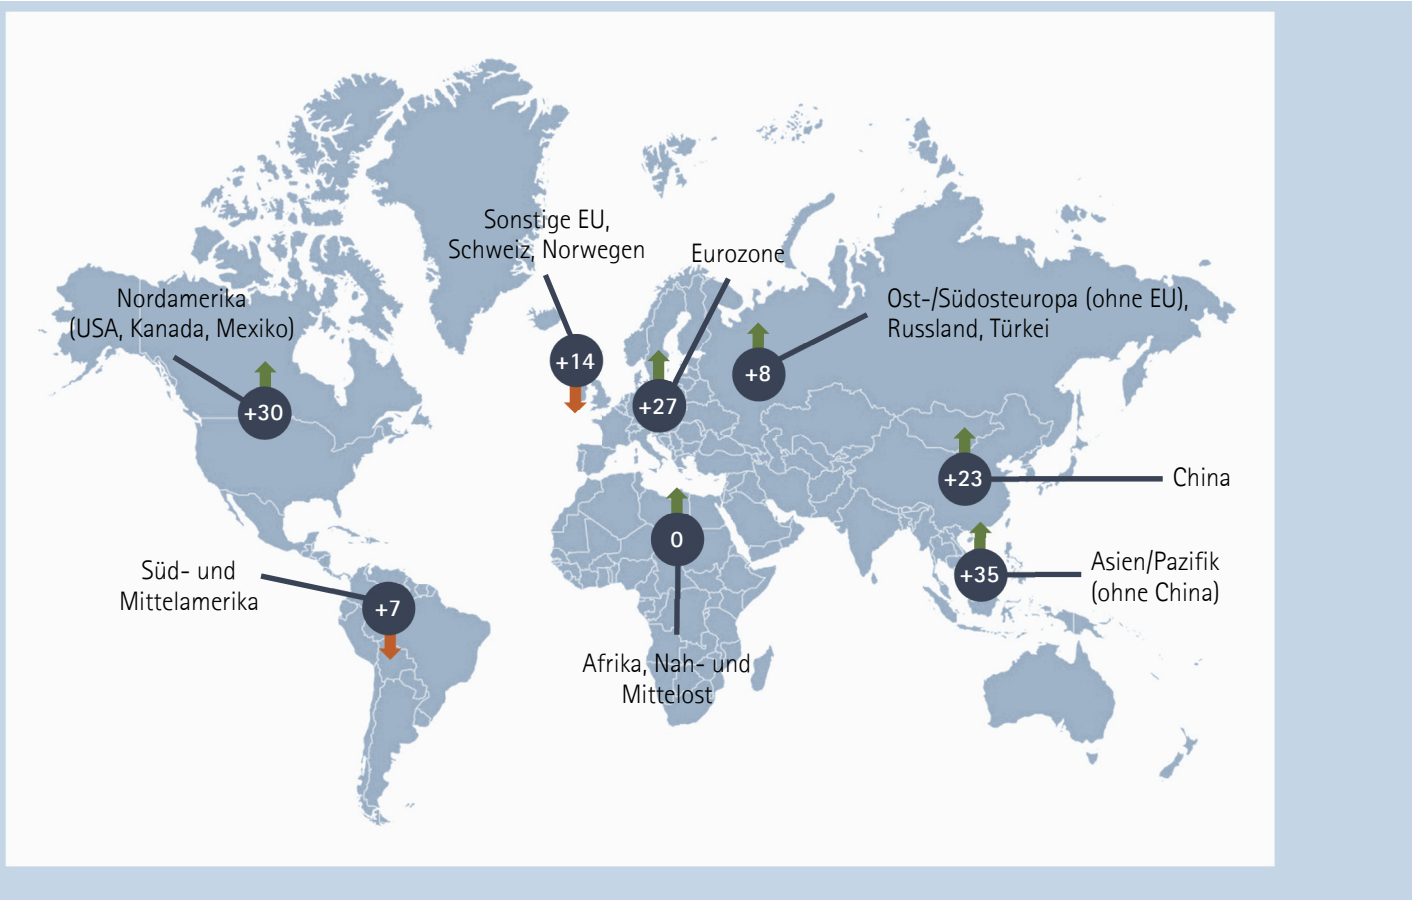 Sonstige EU,
Schweiz, Norwegen
Eurozone
Nordamerika
(USA, Kanada, Mexiko)
Ost-/Südosteuropa (ohne EU),
Russland, Türkei
+14
+8
+30
+27
+23
China
0
Asien/Pazifik
(ohne China)
+35
Süd- und
Mittelamerika
+7
Afrika, Nah- und
Mittelost